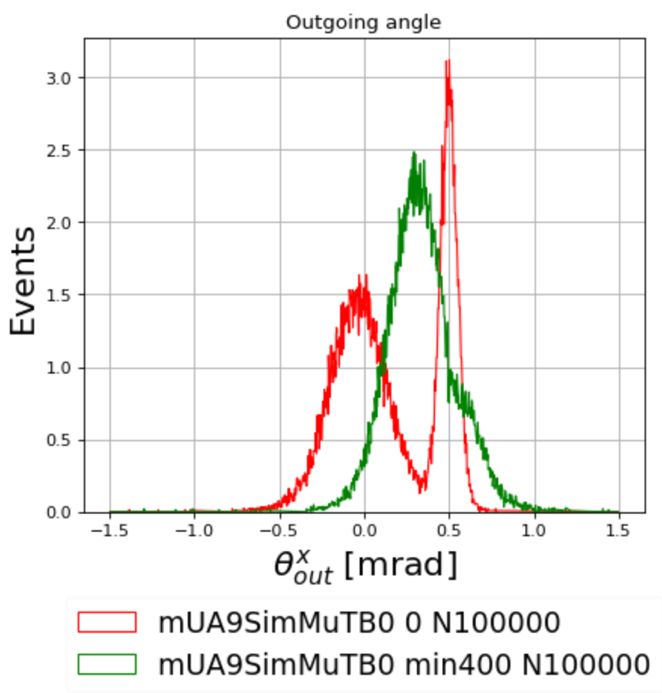 Outgoing angle
3.0
2.5
2.0
1.5
1.0
0.5
0.0
Events
−1.5 −1.0 −0.5 0.0 0.5 1.0 1.5
θ^x_out [mrad]
mUA9SimMuTB0 0 N100000
mUA9SimMuTB0 min400 N100000